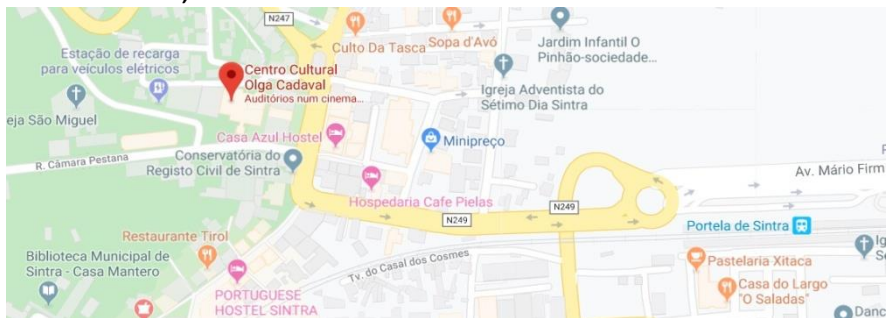 N247
Culto Da Tasca
Sopa d'Avó
Jardim Infantil O
Pinhão-sociedade...
Estação de recarga
para veículos elétricos
Centro Cultural
Olga Cadaval
Auditórios num cinema...
Igreja Adventista do
Sétimo Dia Sintra
eja São Miguel
Casa Azul Hostel
Minipreço
R. Câmara Pestana
Conservatória do
Registo Civil de Sintra
Av. Mário Firm
Hospedaria Cafe Pielas
N249
N249
Portela de Sintra
Restaurante Tirol
Biblioteca Municipal de
Sintra - Casa Mantero
Tv. do Casal dos Cosmes
Pastelaria Xitaca
Casa do Largo
"O Saladas"
PORTUGUESE
HOSTEL SINTRA
Danc